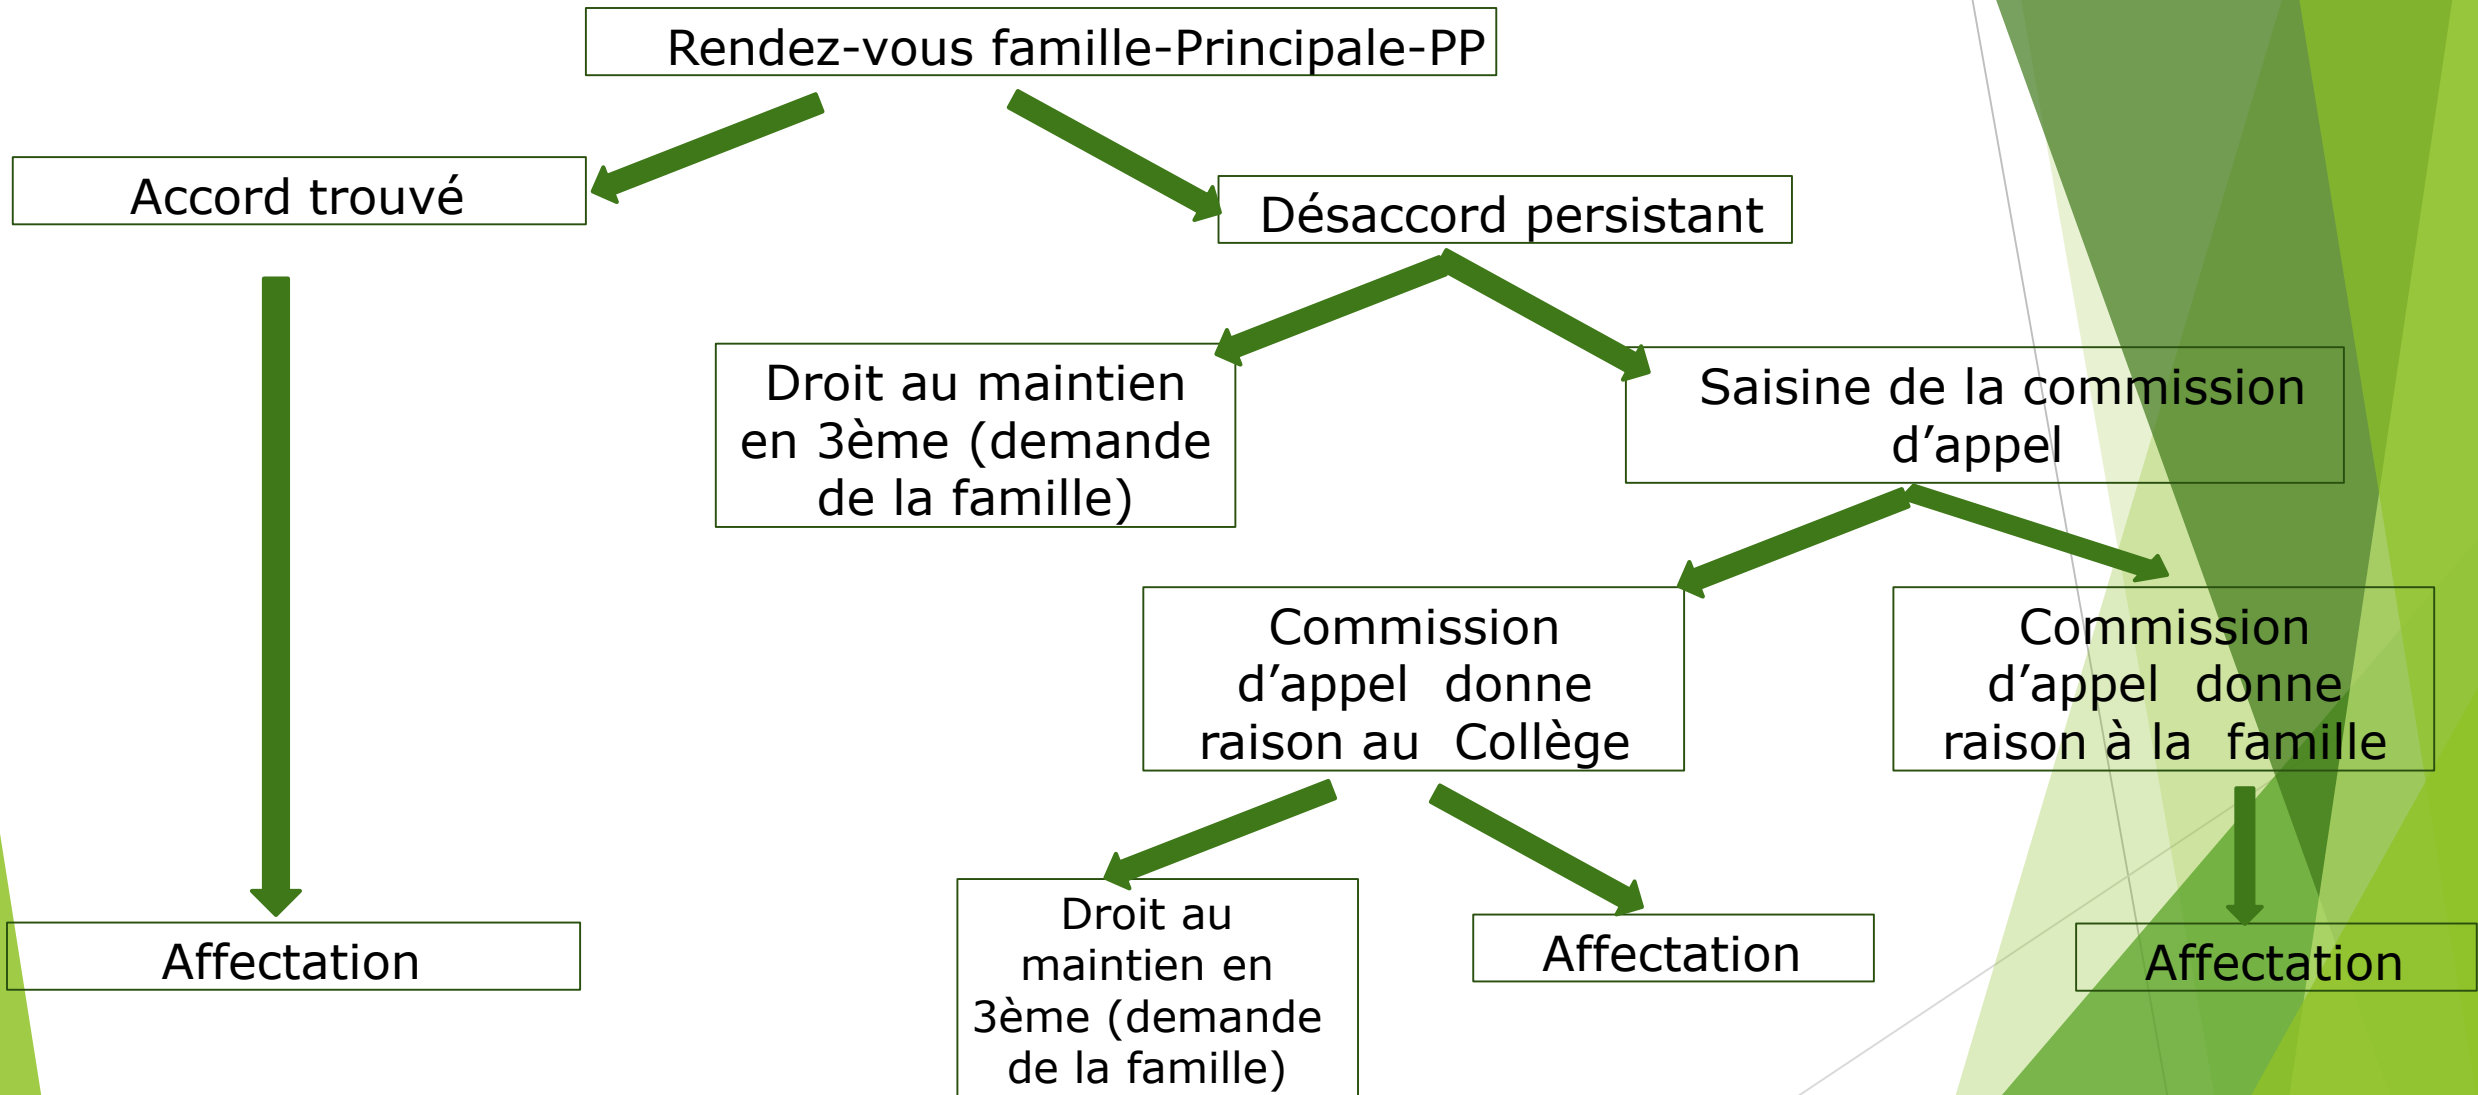 Rendez-vous famille-Principale-PP
Accord trouvé
Désaccord persistant
Droit au maintien
en 3ème (demande
de la famille)
Saisine de la commission
d’appel
Commission
d’appel donne
raison au Collège
Commission
d’appel donne
raison à la famille
Droit au
maintien en
3ème (demande
de la famille)
Affectation
Affectation
Affectation